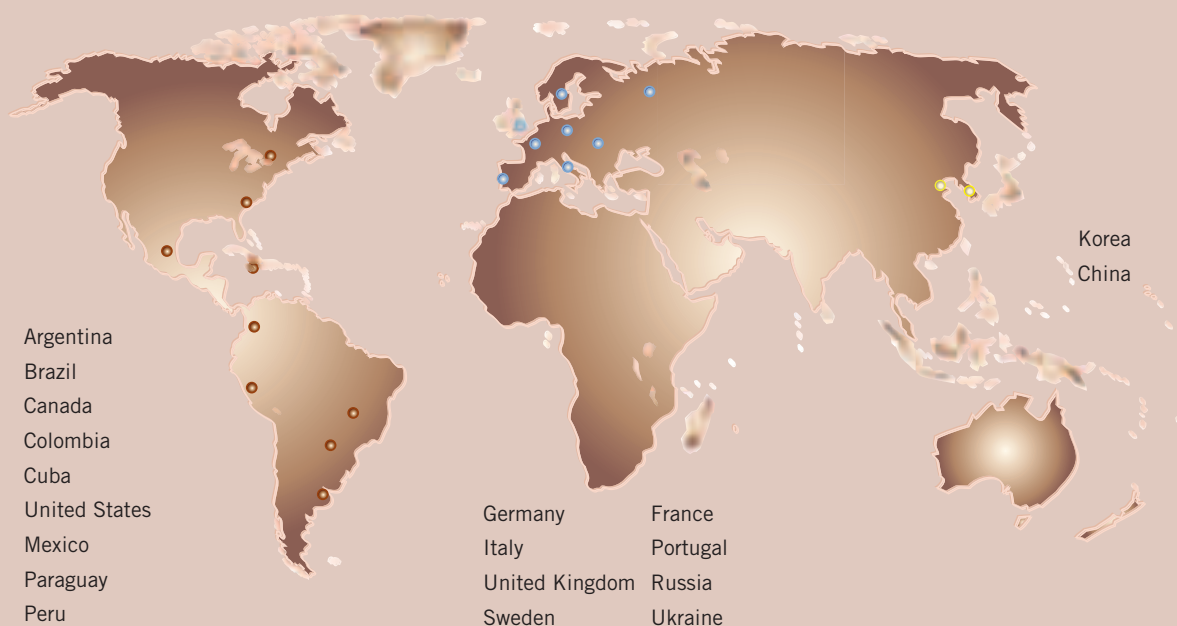 Korea
China
Argentina
Brazil
Canada
Colombia
Cuba
United States
Mexico
Paraguay
Peru
Germany
Italy
United Kingdom
Sweden
France
Portugal
Russia
Ukraine